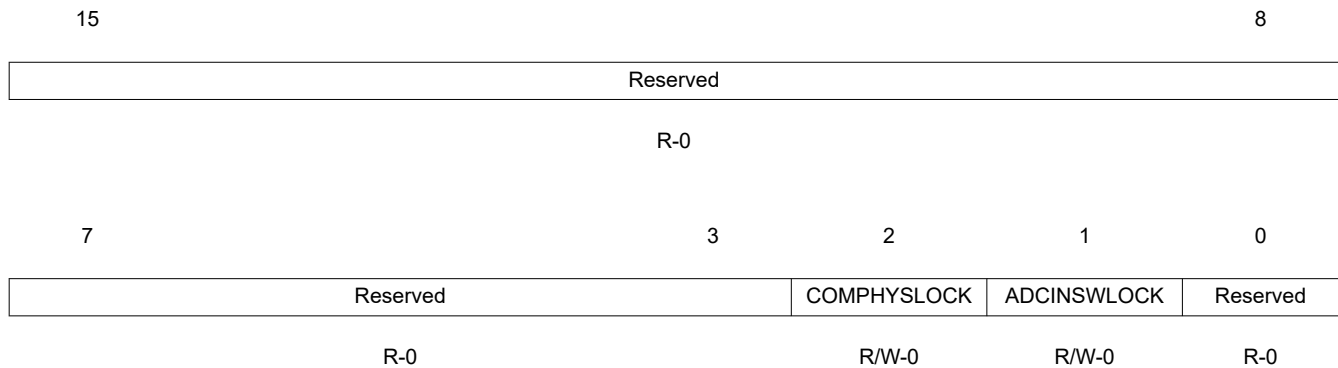 15 8
Reserved
R-0
7 3 2 1 0
Reserved COMPHYSLOCK ADCINSWLOCK Reserved
R-0 R/W-0 R/W-0 R-0